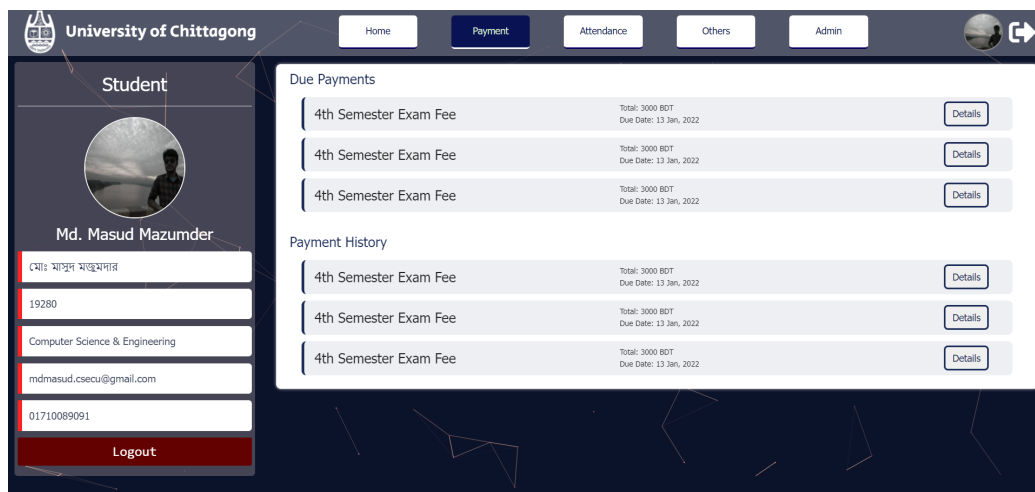 University of Chittagong
Home
Payment
Attendance
Others
Admin
Student
Md. Masud Mazumder
মোঃ মাসুদ মজুমদার
19280
Computer Science & Engineering
mdmasud.csecu@gmail.com
01710089091
Logout
Due Payments
4th Semester Exam Fee
Total: 3000 BDT
Due Date: 13 Jan, 2022
Details
4th Semester Exam Fee
Total: 3000 BDT
Due Date: 13 Jan, 2022
Details
4th Semester Exam Fee
Total: 3000 BDT
Due Date: 13 Jan, 2022
Details
Payment History
4th Semester Exam Fee
Total: 3000 BDT
Due Date: 13 Jan, 2022
Details
4th Semester Exam Fee
Total: 3000 BDT
Due Date: 13 Jan, 2022
Details
4th Semester Exam Fee
Total: 3000 BDT
Due Date: 13 Jan, 2022
Details